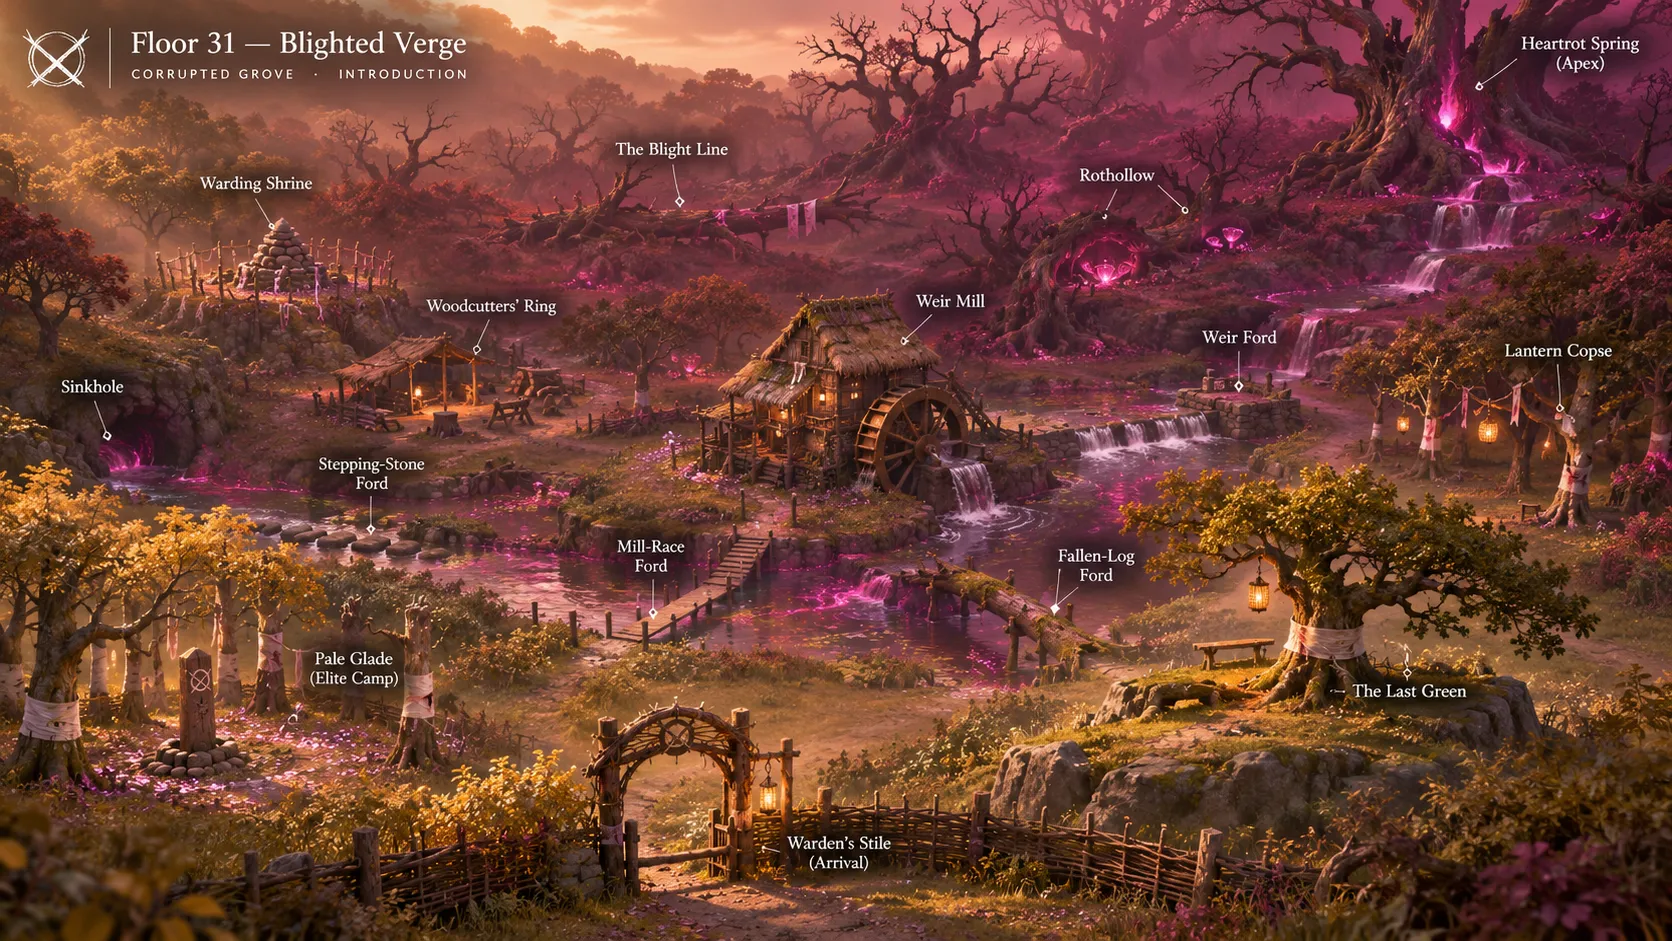 Floor 31 — Blighted Verge
CORRUPTED GROVE · INTRODUCTION
Heartrot Spring
(Apex)
The Blight Line
Rothollow
Warding Shrine
Woodcutters' Ring
Weir Mill
Weir Ford
Lantern Copse
Sinkhole
Stepping-Stone
Ford
Mill-Race
Ford
Fallen-Log
Ford
Pale Glade
(Elite Camp)
The Last Green
Warden's Stile
(Arrival)